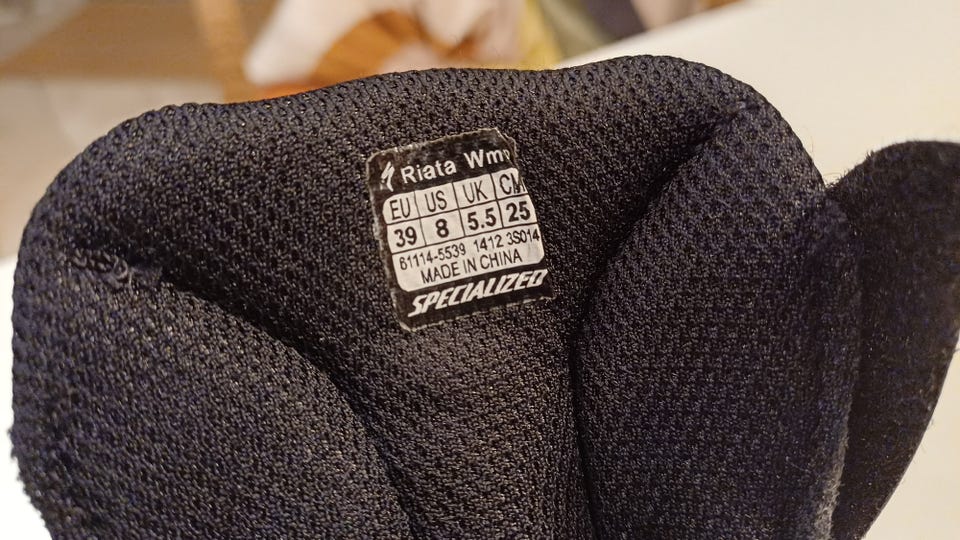 Riata Wmn
EU US UK CM
39 8 5.5 25
61114-5539 1412 3S014
MADE IN CHINA
SPECIALIZED